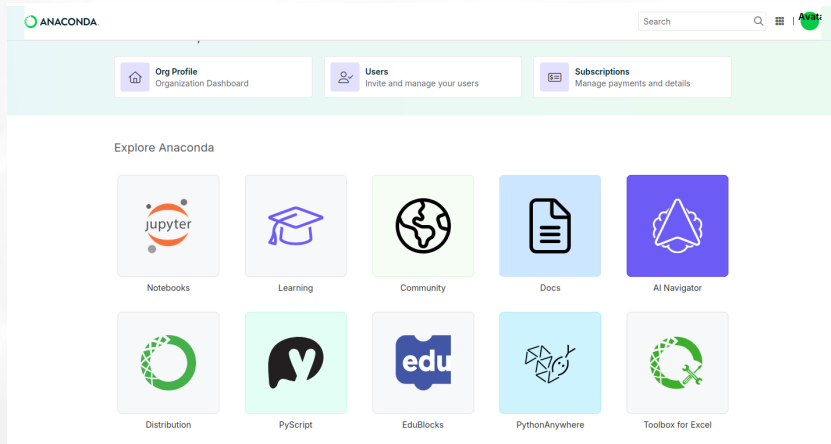 ANACONDA.
Search
|
Avata
Org Profile
Organization Dashboard
Users
Invite and manage your users
Subscriptions
Manage payments and details
Explore Anaconda
jupyter
Notebooks
Learning
Community
Docs
AI Navigator
edu
Distribution
PyScript
EduBlocks
PythonAnywhere
Toolbox for Excel